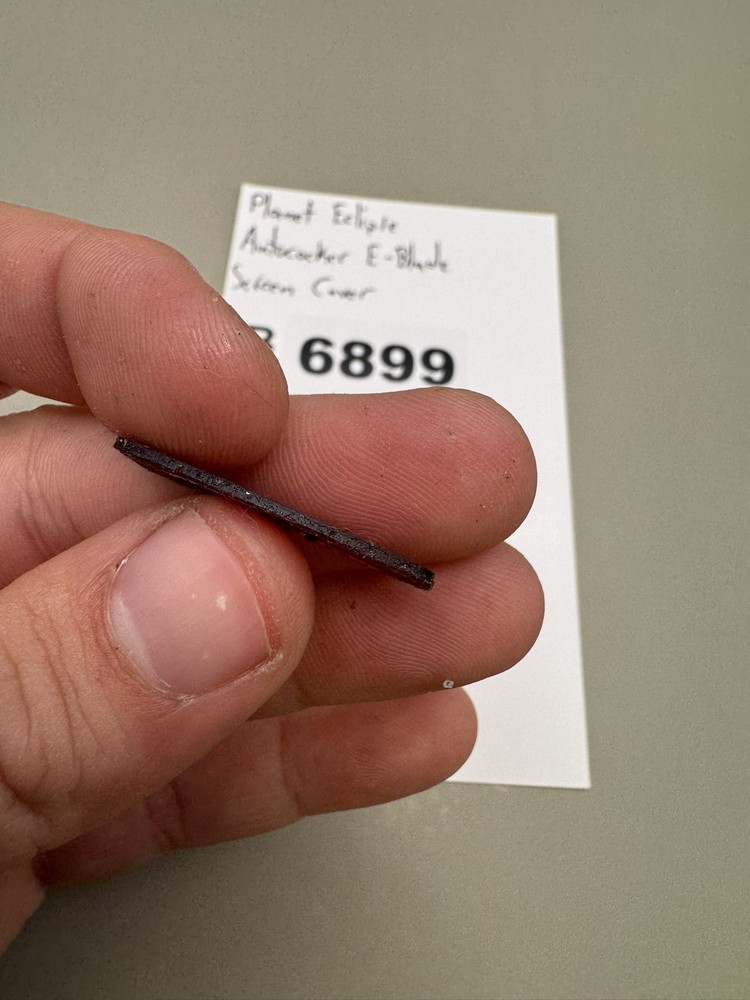 Planet Eclipse
Autococker E-Blade
Screen Cover
6899